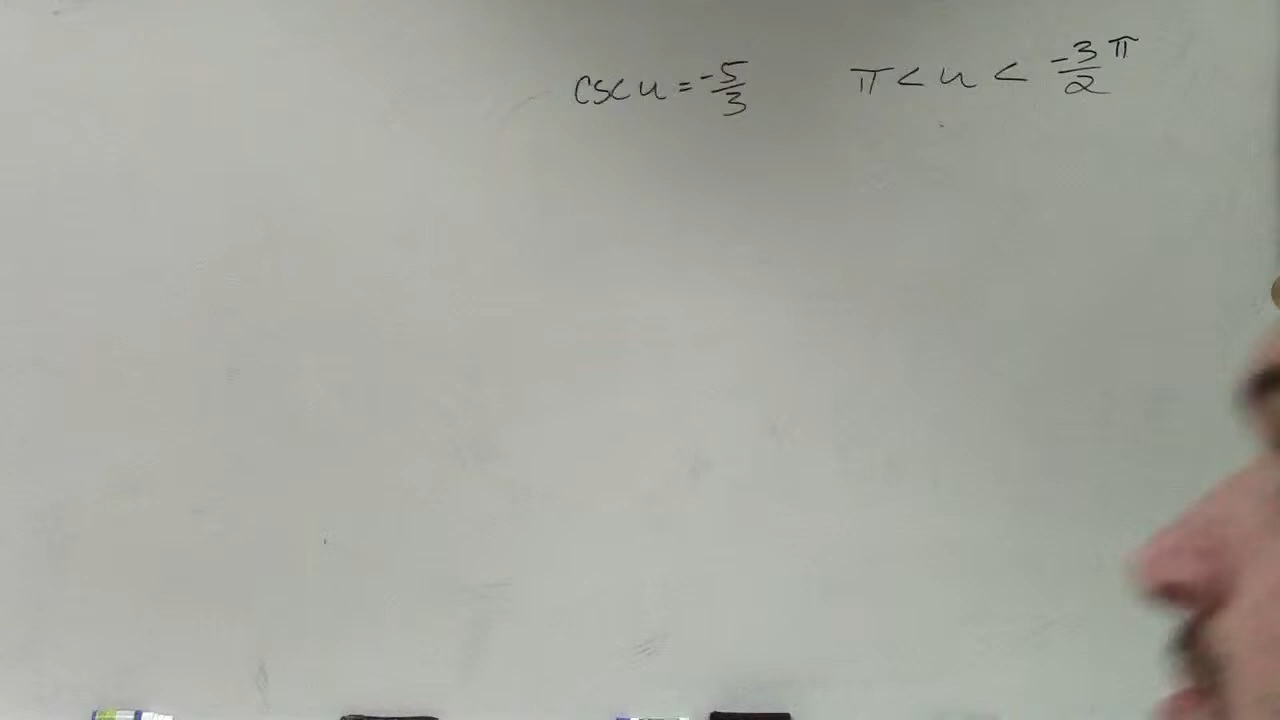 csc u = -5/3 π < u < -3π/2